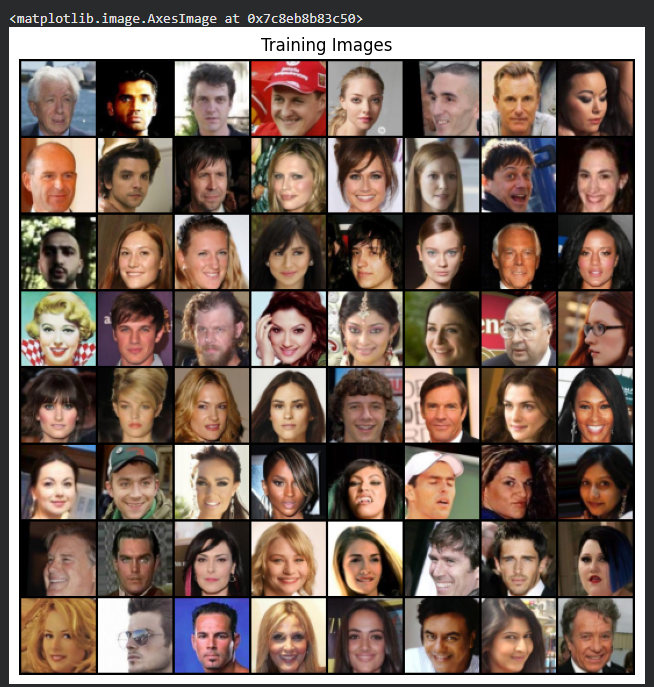 <matplotlib.image.AxesImage at 0x7c8eb8b83c50>
Training Images